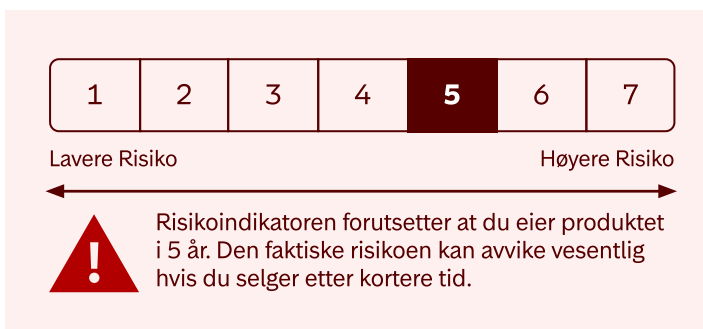 1 2 3 4 5 6 7
Lavere Risiko Høyere Risiko
!
Risikoindikatoren forutsetter at du eier produktet
i 5 år. Den faktiske risikoen kan avvike vesentlig
hvis du selger etter kortere tid.